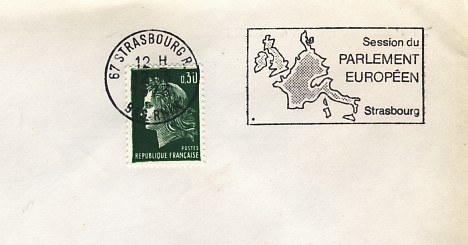 67 STRASBOURG R.P
12 H
0,30
POSTES
REPUBLIQUE FRANÇAISE
Session du
PARLEMENT
EUROPÉEN
Strasbourg